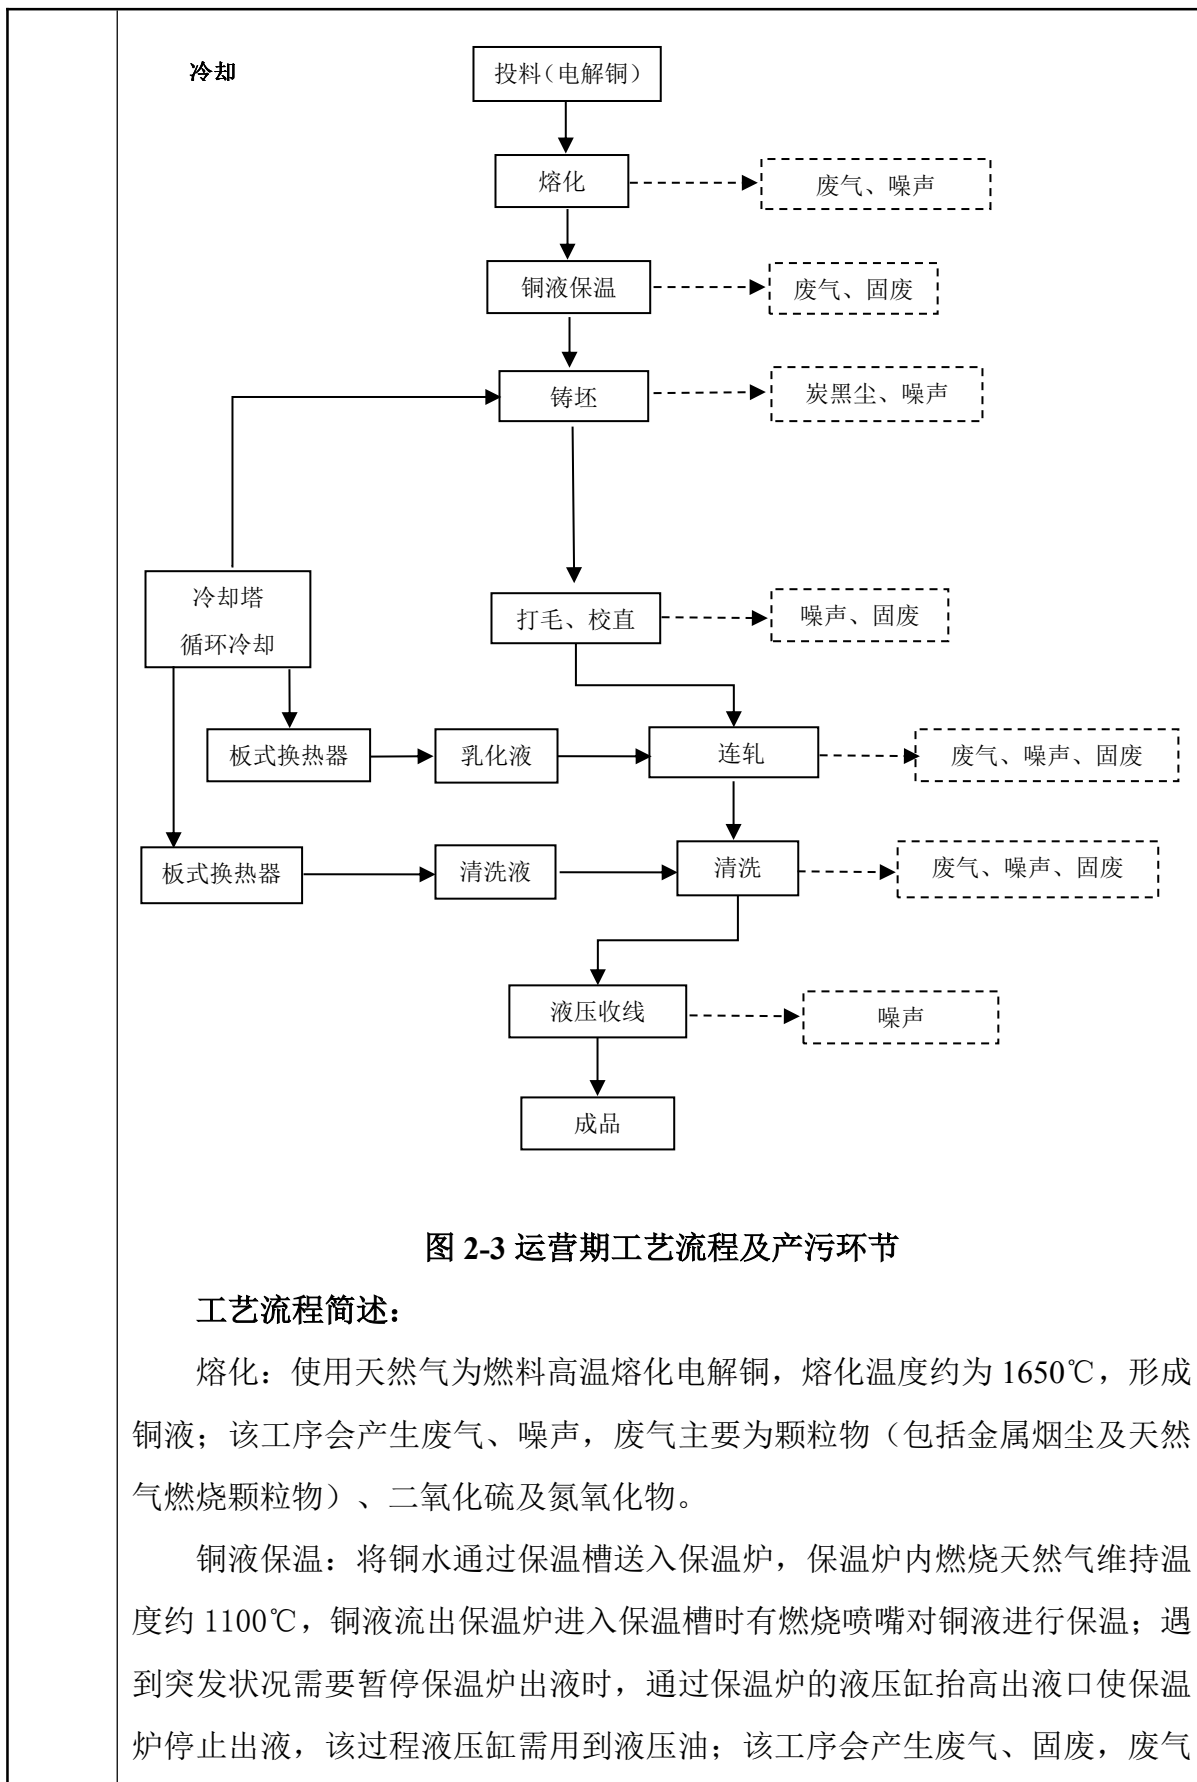 冷却
投料（电解铜）
熔化
废气、噪声
铜液保温
废气、固废
铸坯
炭黑尘、噪声
冷却塔
循环冷却
打毛、校直
噪声、固废
板式换热器
乳化液
连轧
废气、噪声、固废
板式换热器
清洗液
清洗
废气、噪声、固废
液压收线
噪声
成品
图 2-3 运营期工艺流程及产污环节
工艺流程简述：
熔化：使用天然气为燃料高温熔化电解铜，熔化温度约为 1650℃，形成
铜液；该工序会产生废气、噪声，废气主要为颗粒物（包括金属烟尘及天然
气燃烧颗粒物）、二氧化硫及氮氧化物。
铜液保温：将铜水通过保温槽送入保温炉，保温炉内燃烧天然气维持温
度约 1100℃，铜液流出保温炉进入保温槽时有燃烧喷嘴对铜液进行保温；遇
到突发状况需要暂停保温炉出液时，通过保温炉的液压缸抬高出液口使保温
炉停止出液，该过程液压缸需用到液压油；该工序会产生废气、固废，废气